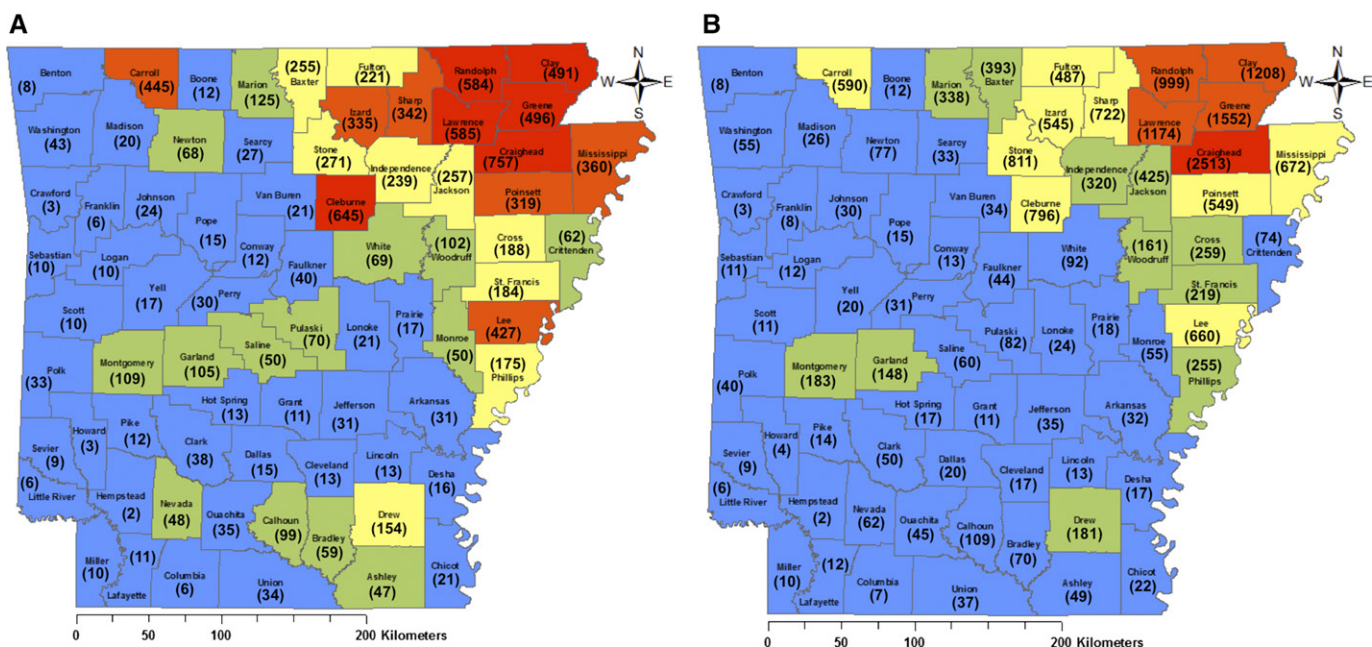 A
Benton
(8)
Carroll
(445)
Boone
(12)
Marion
(125)
(255)
Baxter
Fulton
(221)
Randolph
(584)
Clay
(491)
N
W
E
S
Washington
(43)
Madison
(20)
Newton
(68)
Searcy
(27)
Izard
(335)
Sharp
(342)
Lawrence
(585)
Greene
(496)
Stone
(271)
Independence
(239)
(257)
Jackson
Craighead
(757)
Mississippi
(360)
Crawford
(3)
Franklin
(6)
Johnson
(24)
Pope
(15)
Van Buren
(21)
Cleburne
(645)
Poinsett
(319)
Sebastian
(10)
Logan
(10)
Conway
(12)
Faulkner
(40)
White
(69)
(102)
Woodruff
Cross
(188)
(62)
Crittenden
Scott
(10)
Yell
(17)
(30)
Perry
Pulaski
(70)
Lonoke
(21)
Prairie
(17)
St. Francis
(184)
Lee
(427)
Polk
(33)
Montgomery
(109)
Garland
(105)
Saline
(50)
Monroe
(50)
(175)
Phillips
Hot Spring
(13)
Grant
(11)
Jefferson
(31)
Arkansas
(31)
Sevier
(9)
Howard
(3)
Pike
(12)
Clark
(38)
Dallas
(15)
Cleveland
(13)
Lincoln
(13)
Desha
(16)
(6)
Little River
Hempstead
(2)
Nevada
(48)
Ouachita
(35)
Calhoun
(99)
Bradley
(59)
Drew
(154)
Miller
(10)
(11)
Lafayette
Columbia
(6)
Union
(34)
Ashley
(47)
Chicot
(21)
0 50 100 200 Kilometers
B
Benton
(8)
Carroll
(590)
Boone
(12)
Marion
(338)
(393)
Baxter
Fulton
(487)
Randolph
(999)
Clay
(1208)
N
W
E
S
Washington
(55)
Madison
(26)
Newton
(77)
Searcy
(33)
Izard
(545)
Sharp
(722)
Lawrence
(1174)
Greene
(1552)
Stone
(811)
Independence
(320)
(425)
Jackson
Craighead
(2513)
Mississippi
(672)
Crawford
(3)
Franklin
(8)
Johnson
(30)
Pope
(15)
Van Buren
(34)
Cleburne
(796)
Poinsett
(549)
Sebastian
(11)
Logan
(12)
Conway
(13)
Faulkner
(44)
White
(92)
(161)
Woodruff
Cross
(259)
(74)
Crittenden
Scott
(11)
Yell
(20)
(31)
Perry
Pulaski
(82)
Lonoke
(24)
Prairie
(18)
St. Francis
(219)
Lee
(660)
Polk
(40)
Montgomery
(183)
Garland
(148)
Saline
(60)
Monroe
(55)
(255)
Phillips
Hot Spring
(17)
Grant
(11)
Jefferson
(35)
Arkansas
(32)
Sevier
(9)
Howard
(4)
Pike
(14)
Clark
(50)
Dallas
(20)
Cleveland
(17)
Lincoln
(13)
Desha
(17)
(6)
Little River
Hempstead
(2)
Nevada
(62)
Ouachita
(45)
Calhoun
(109)
Bradley
(70)
Drew
(181)
Miller
(10)
(12)
Lafayette
Columbia
(7)
Union
(37)
Ashley
(49)
Chicot
(22)
0 50 100 200 Kilometers